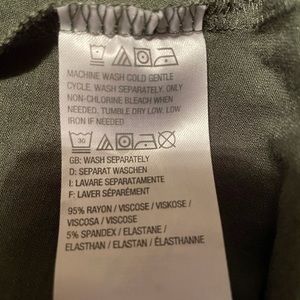 MACHINE WASH COLD GENTLE
CYCLE. WASH SEPARATELY. ONLY
NON-CHLORINE BLEACH WHEN
NEEDED. TUMBLE DRY LOW. LOW
IRON IF NEEDED
30
GB: WASH SEPARATELY
D: SEPARAT WASCHEN
I: LAVARE SEPARATAMENTE
F: LAVER SÉPARÉMENT
95% RAYON / VISCOSE / VISKOSE /
VISCOSA / VISCOSE
5% SPANDEX / ELASTANE /
ELASTHAN / ELASTAN / ÉLASTHANNE